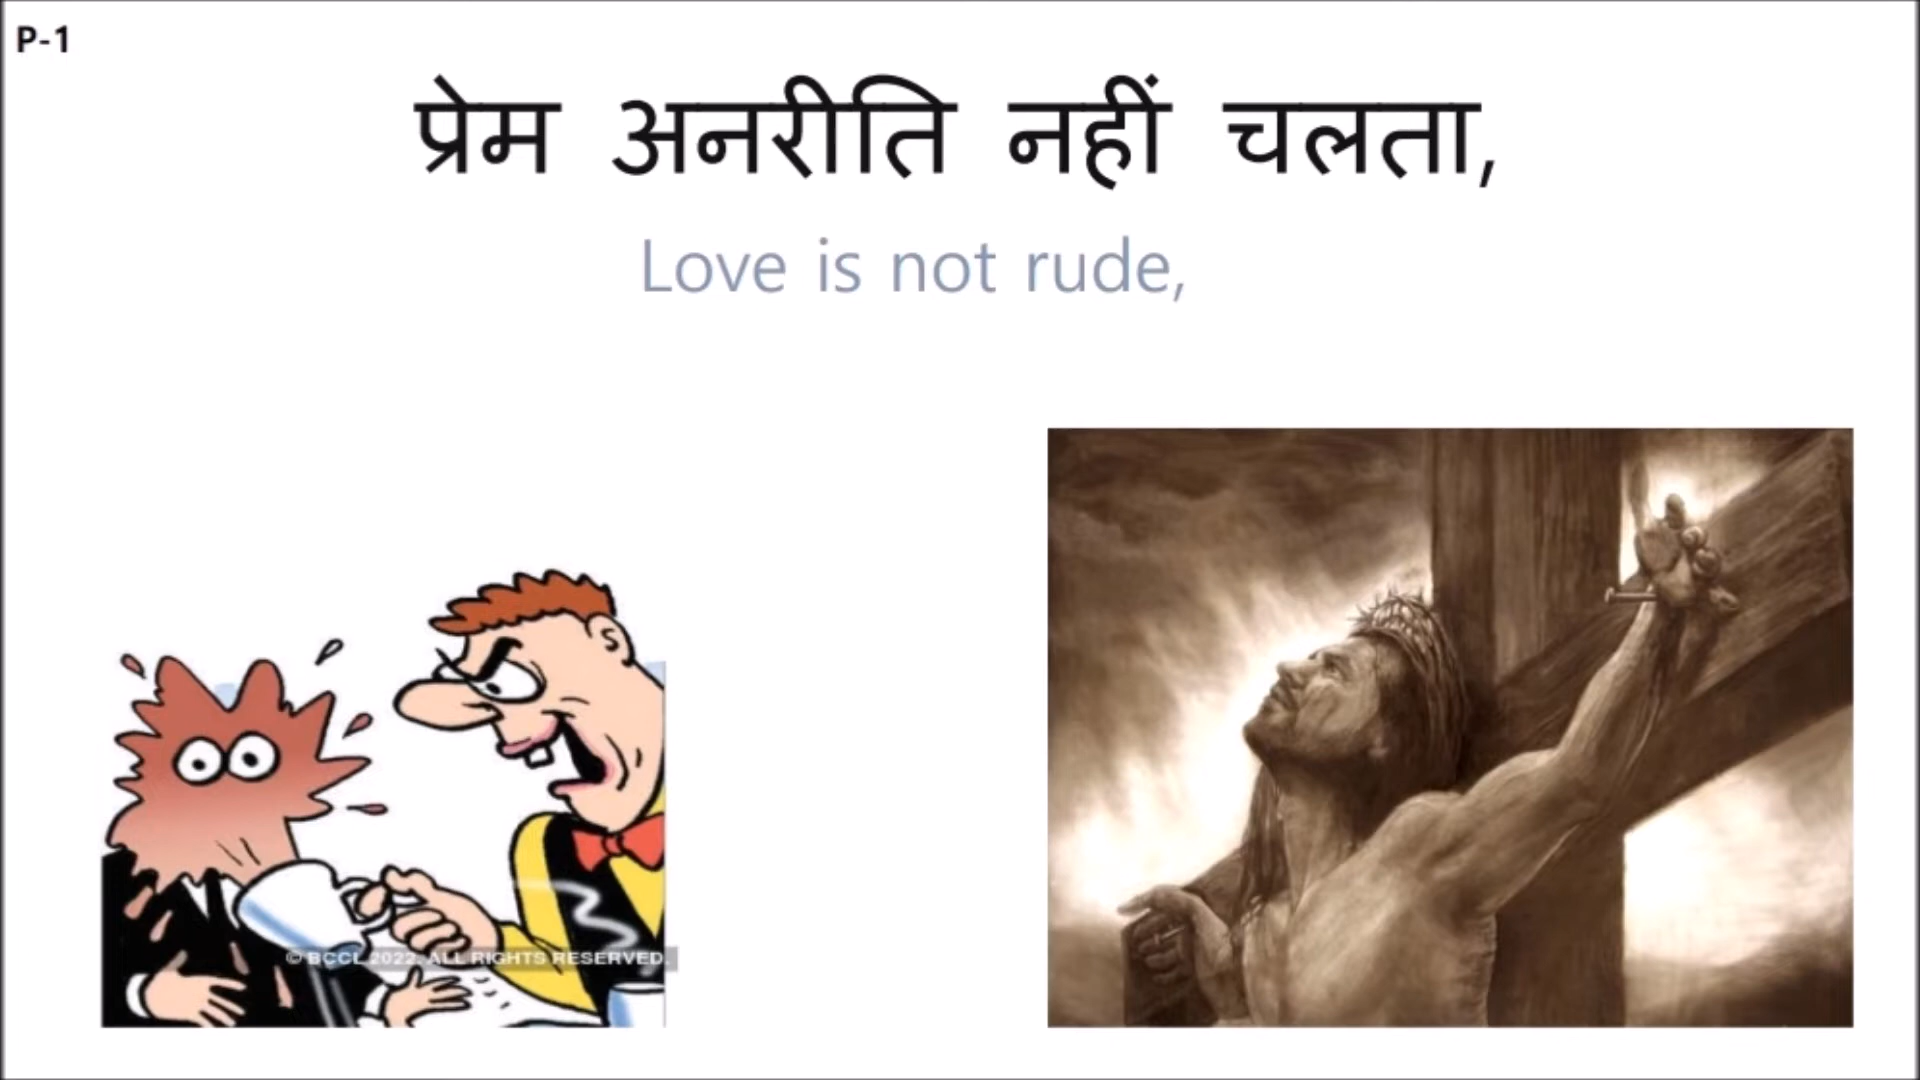 P-1
प्रेम अनरीति नहीं चलता,
Love is not rude,
© BCCL 2022. ALL RIGHTS RESERVED.